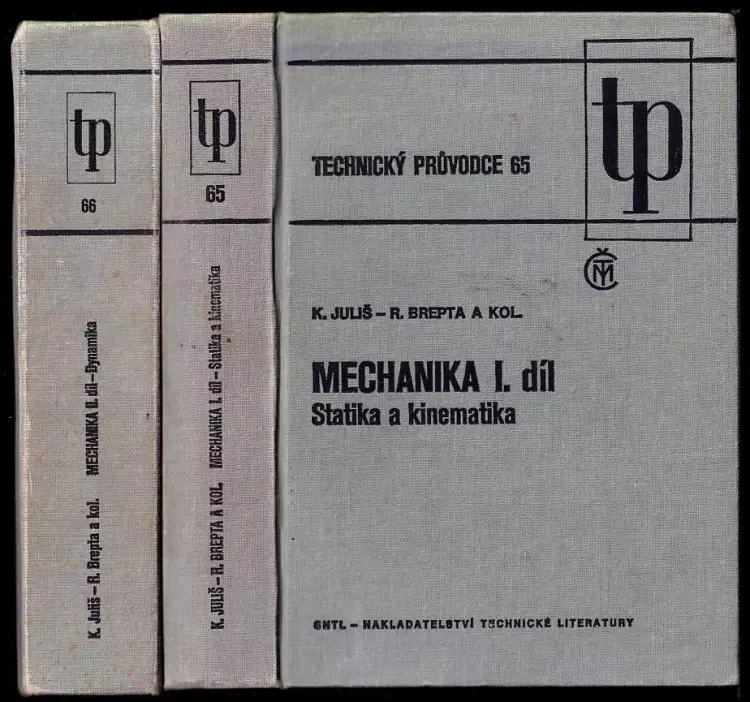 tp
66
K. Juliš – R. Brepta a kol. MECHANIKA II. díl – Dynamika
tp
65
K. JULIŠ – R. BREPTA A KOL. MECHANIKA I. díl – Statika a kinematika
tp
TECHNICKÝ PRŮVODCE 65
ČMT
K. JULIŠ – R. BREPTA A KOL.
MECHANIKA I. díl
Statika a kinematika
SNTL – NAKLADATELSTVÍ TECHNICKÉ LITERATURY